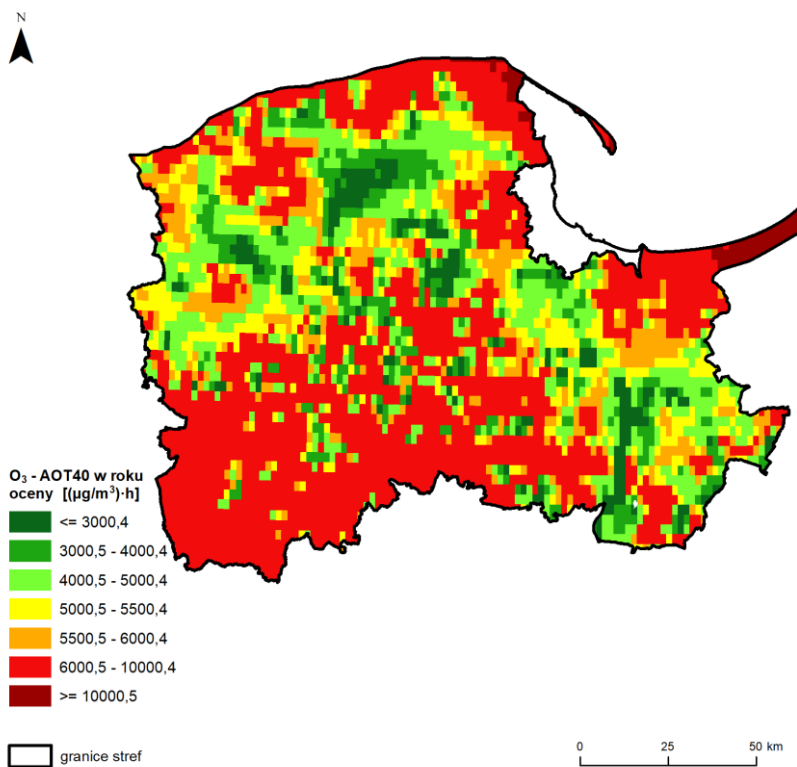 N
O₃ - AOT40 w roku
oceny [(µg/m³)·h]
<= 3000,4
3000,5 - 4000,4
4000,5 - 5000,4
5000,5 - 5500,4
5500,5 - 6000,4
6000,5 - 10000,4
>= 10000,5
granice stref
0 25 50 km